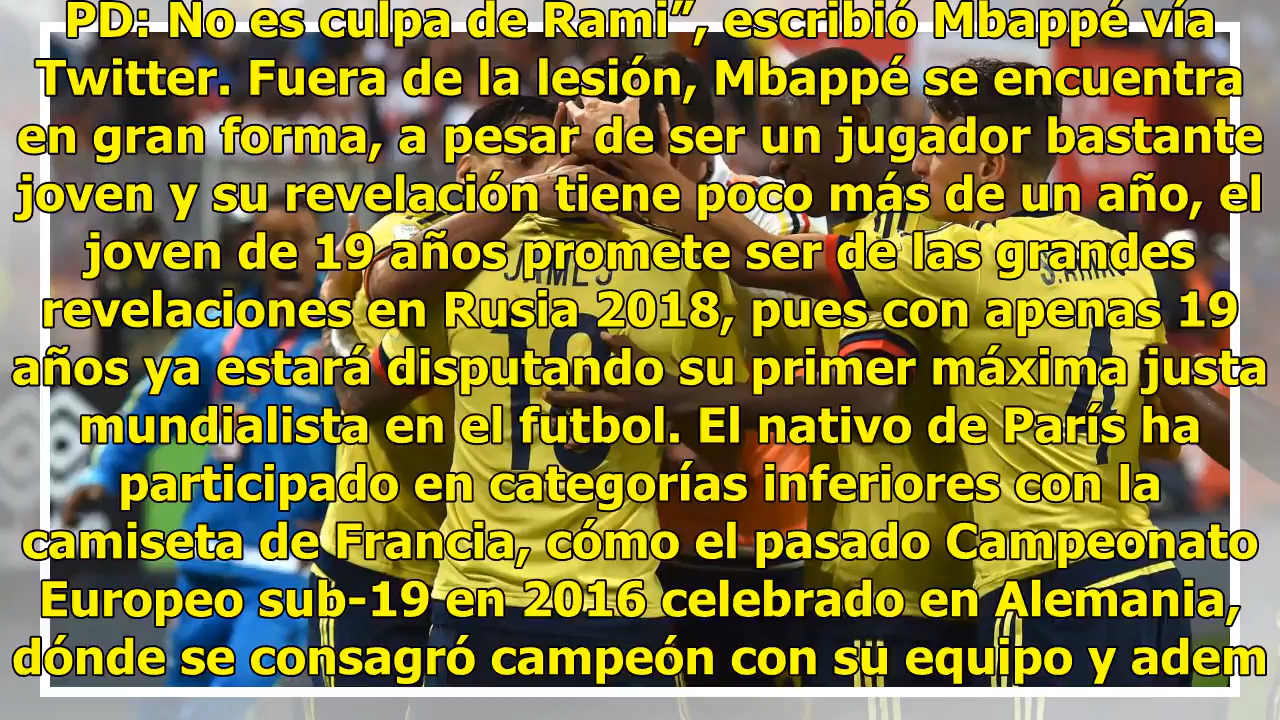 PD: No es culpa de Rami”, escribió Mbappé vía
Twitter. Fuera de la lesión, Mbappé se encuentra
en gran forma, a pesar de ser un jugador bastante
joven y su revelación tiene poco más de un año, el
joven de 19 años promete ser de las grandes
revelaciones en Rusia 2018, pues con apenas 19
años ya estará disputando su primer máxima justa
mundialista en el futbol. El nativo de París ha
participado en categorías inferiores con la
camiseta de Francia, cómo el pasado Campeonato
Europeo sub-19 en 2016 celebrado en Alemania,
dónde se consagró campeón con su equipo y adem
JAMES
10
4